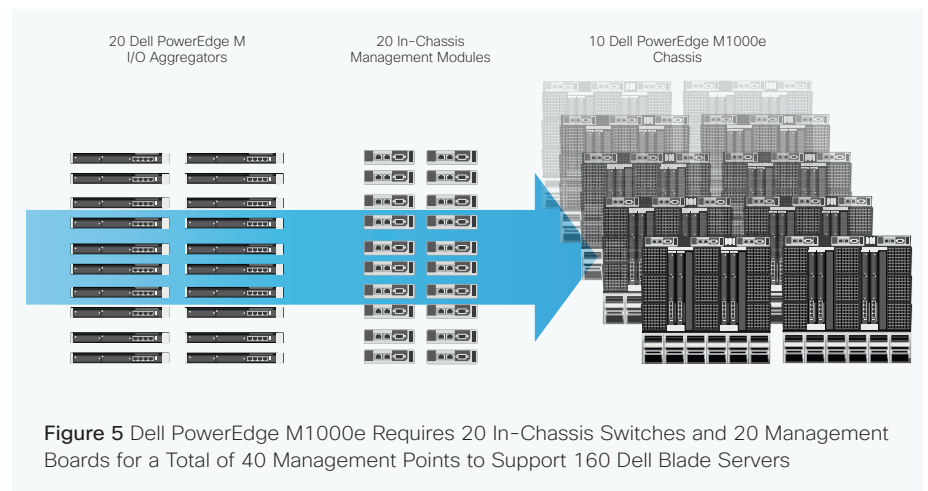 20 Dell PowerEdge M
I/O Aggregators
20 In-Chassis
Management Modules
10 Dell PowerEdge M1000e
Chassis
Figure 5 Dell PowerEdge M1000e Requires 20 In-Chassis Switches and 20 Management
Boards for a Total of 40 Management Points to Support 160 Dell Blade Servers